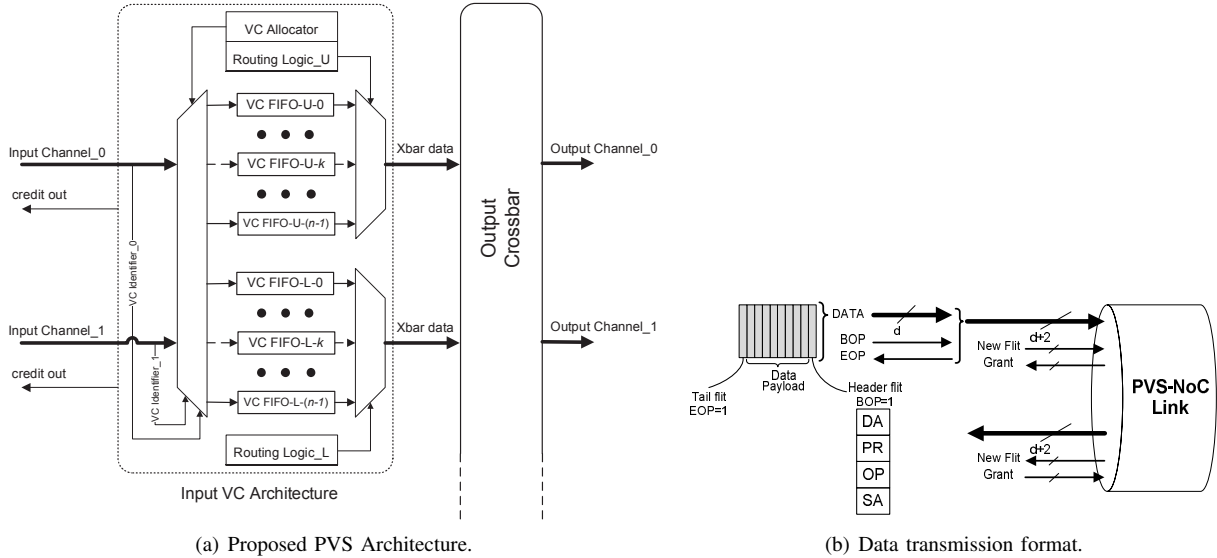 VC Allocator
Routing Logic_U
VC FIFO-U-0
VC FIFO-U-k
VC FIFO-U-(n-1)
Input Channel_0
credit out
VC Identifier_0
Xbar data
Output Channel_0
Output
Crossbar
VC FIFO-L-0
VC FIFO-L-k
VC FIFO-L-(n-1)
Input Channel_1
credit out
VC Identifier_1
Xbar data
Output Channel_1
Routing Logic_L
Input VC Architecture
(a) Proposed PVS Architecture.
DATA
d
BOP
EOP
Data
Payload
Tail flit
EOP=1
Header flit
BOP=1
DA
PR
OP
SA
d+2
New Flit
Grant
d+2
New Flit
Grant
PVS-NoC
Link
(b) Data transmission format.